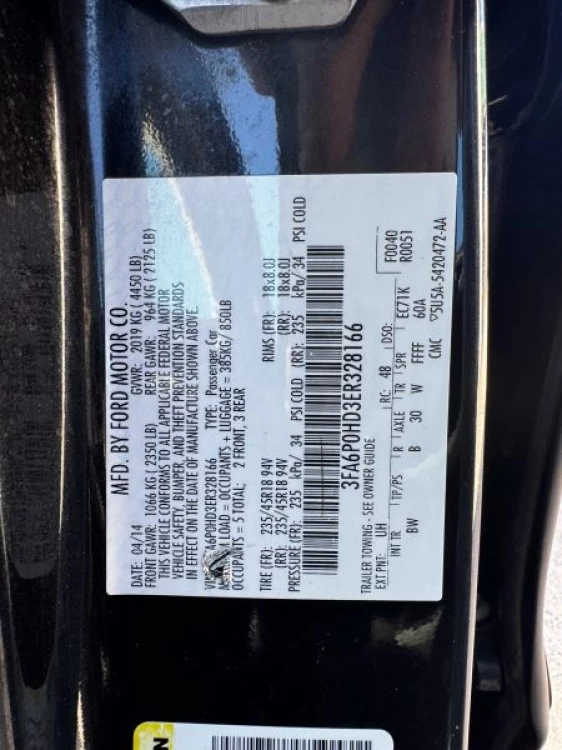 MFD. BY FORD MOTOR CO.
DATE: 04/14 GVWR: 2019 KG ( 4450 LB)
FRONT GAWR: 1066 KG ( 2350 LB) REAR GAWR: 964 KG ( 2125 LB)
THIS VEHICLE CONFORMS TO ALL APPLICABLE FEDERAL MOTOR
VEHICLE SAFETY, BUMPER, AND THEFT PREVENTION STANDARDS
IN EFFECT ON THE DATE OF MANUFACTURE SHOWN ABOVE.
A6P0HD3ER328166 TYPE: Passenger Car
LOAD = OCCUPANTS + LUGGAGE = 385KG/ 850LB
OCCUPANTS = 5 TOTAL: 2 FRONT, 3 REAR
TIRE (FR): 235/45R18 94V RIMS (FR): 18x8.0J
(RR): 235/45R18 94V (RR): 18x8.0J
PRESSURE (FR): 235 kPa/ 34 PSI COLD (RR): 235 kPa/ 34 PSI COLD
3FA6P0HD3ER328166
TRAILER TOWING - SEE OWNER GUIDE F0040
EXT PNT: UH RC: 48 DSO: EC71K R0051
INT TR TP/PS R AXLE TR SPR
BW B 30 W FFFF 60A
CMC 5U5A-5420472-AA